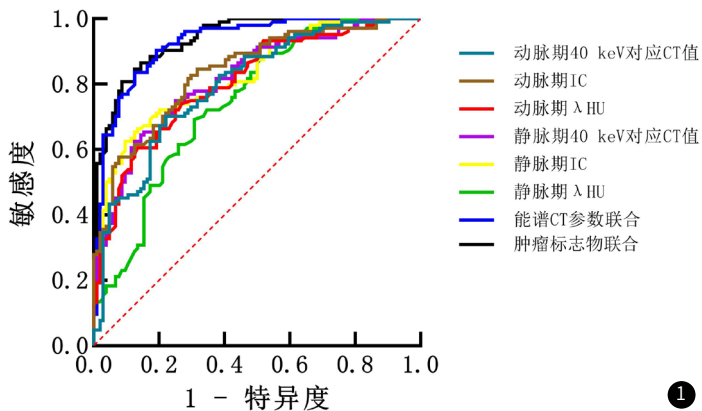 1.0
0.8
0.6
0.4
0.2
0.0
敏感度
0.0 0.2 0.4 0.6 0.8 1.0
1 - 特异度
动脉期40 keV对应CT值
动脉期IC
动脉期λHU
静脉期40 keV对应CT值
静脉期IC
静脉期λHU
能谱CT参数联合
肿瘤标志物联合
1